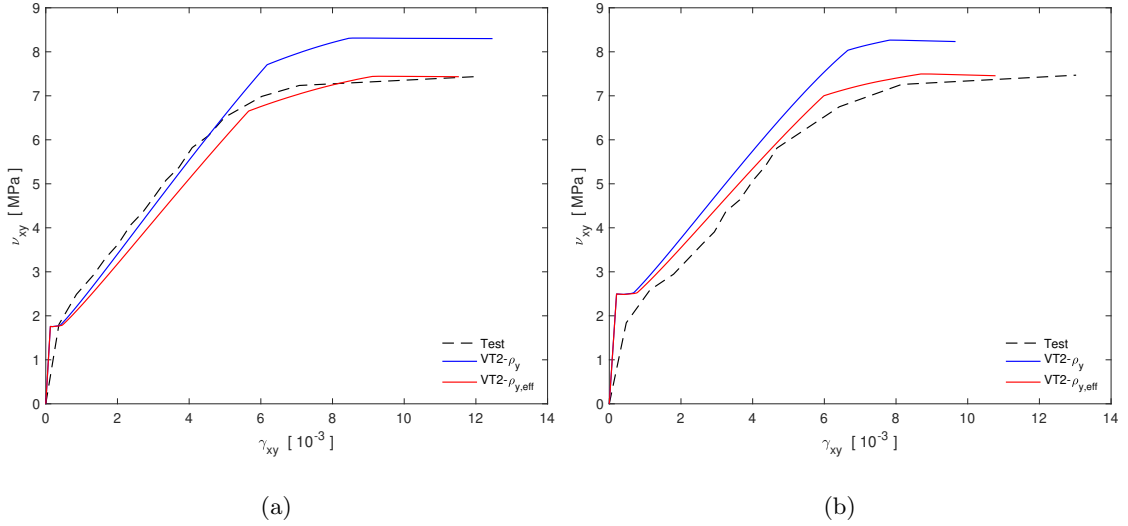 9
8
7
6
5
4
3
2
1
0
ν_xy [ MPa]
Test
VT2-ρ_y
VT2-ρ_y,eff
0 2 4 6 8 10 12 14
γ_xy [ 10^-3 ]
(a)
9
8
7
6
5
4
3
2
1
0
ν_xy [ MPa]
Test
VT2-ρ_y
VT2-ρ_y,eff
0 2 4 6 8 10 12 14
γ_xy [ 10^-3 ]
(b)